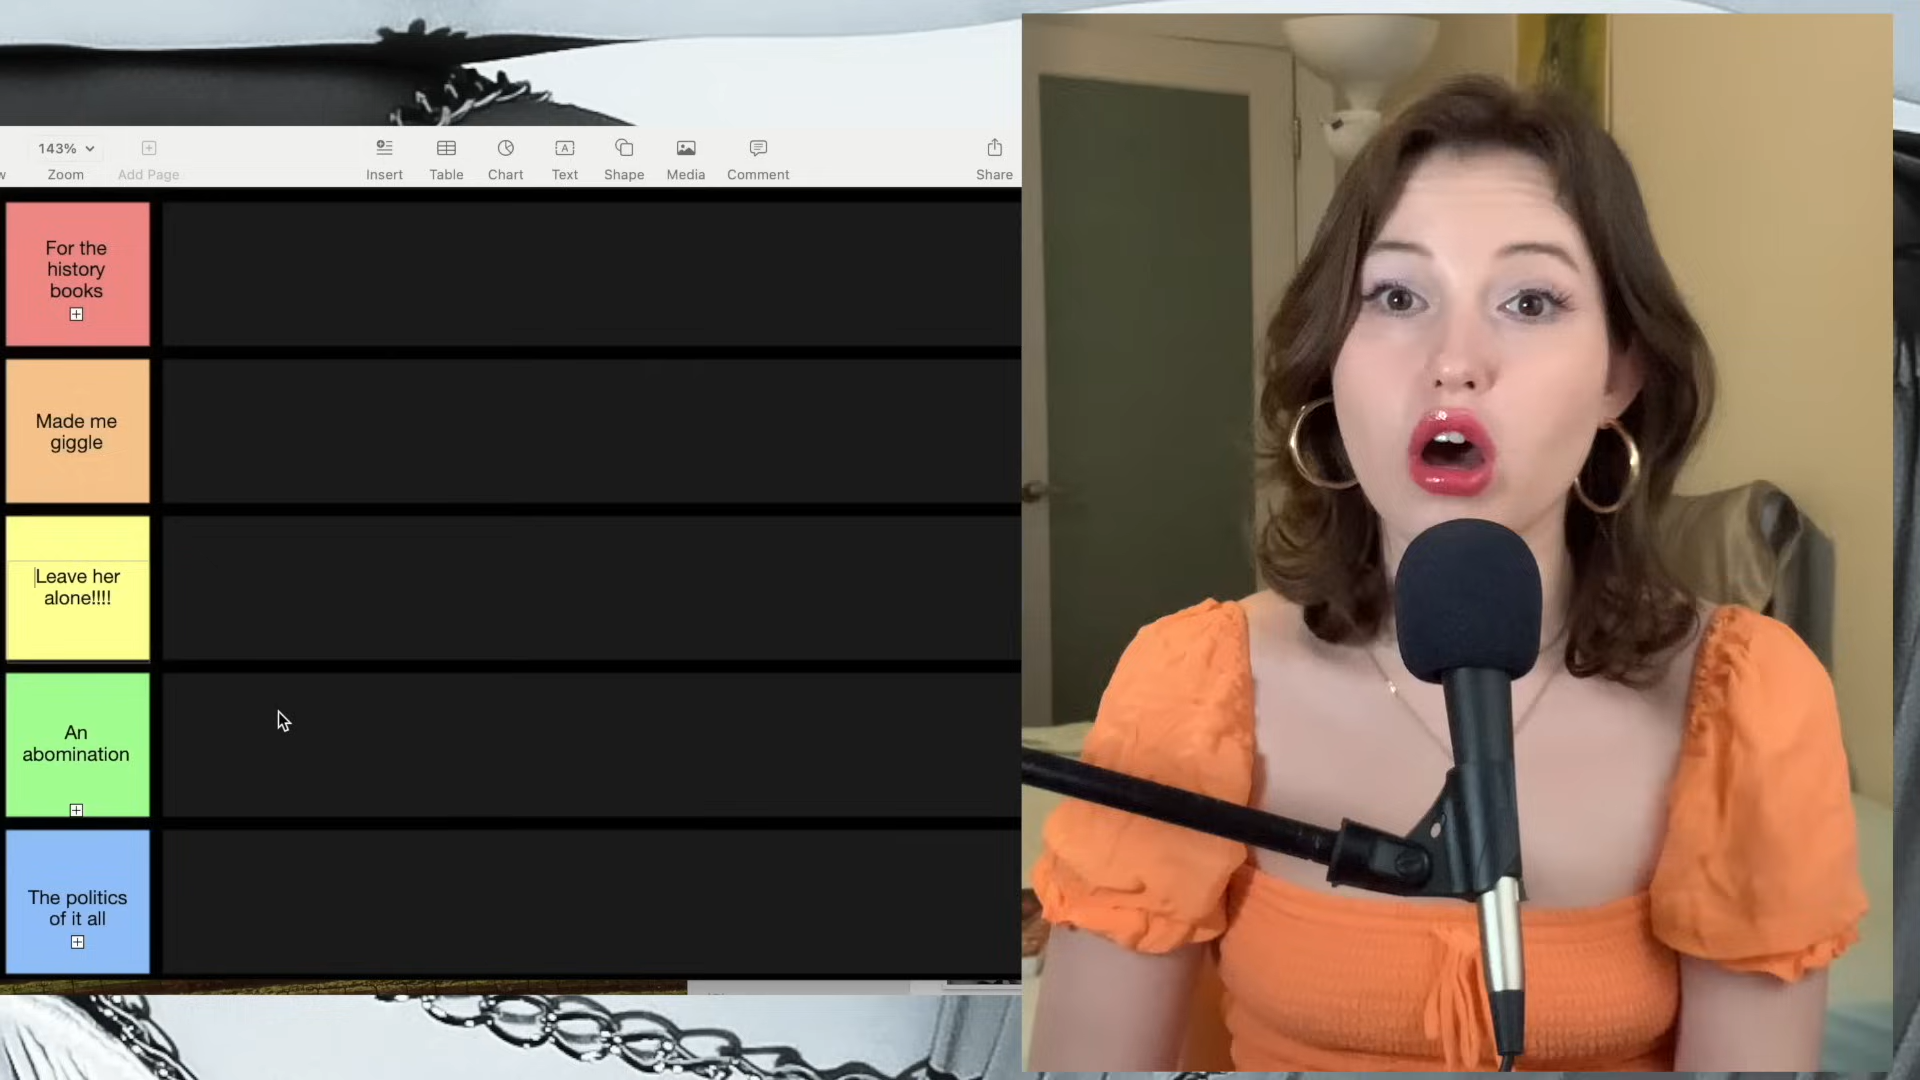 143%
Zoom
Add Page
Insert
Table
Chart
Text
Shape
Media
Comment
Share
For the
history
books
Made me
giggle
Leave her
alone!!!!
An
abomination
The politics
of it all